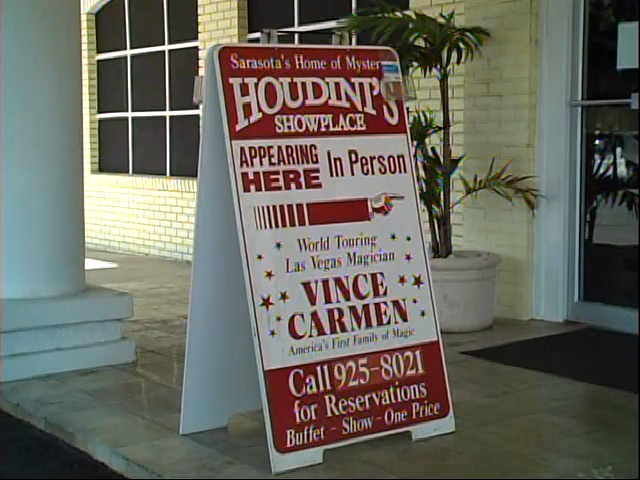 Sarasota's Home of Mystery
HOUDINI'S
SHOWPLACE
APPEARING
HERE
In Person
World Touring
Las Vegas Magician
VINCE
CARMEN
America's First Family of Magic
Call 925-8021
for Reservations
Buffet - Show - One Price